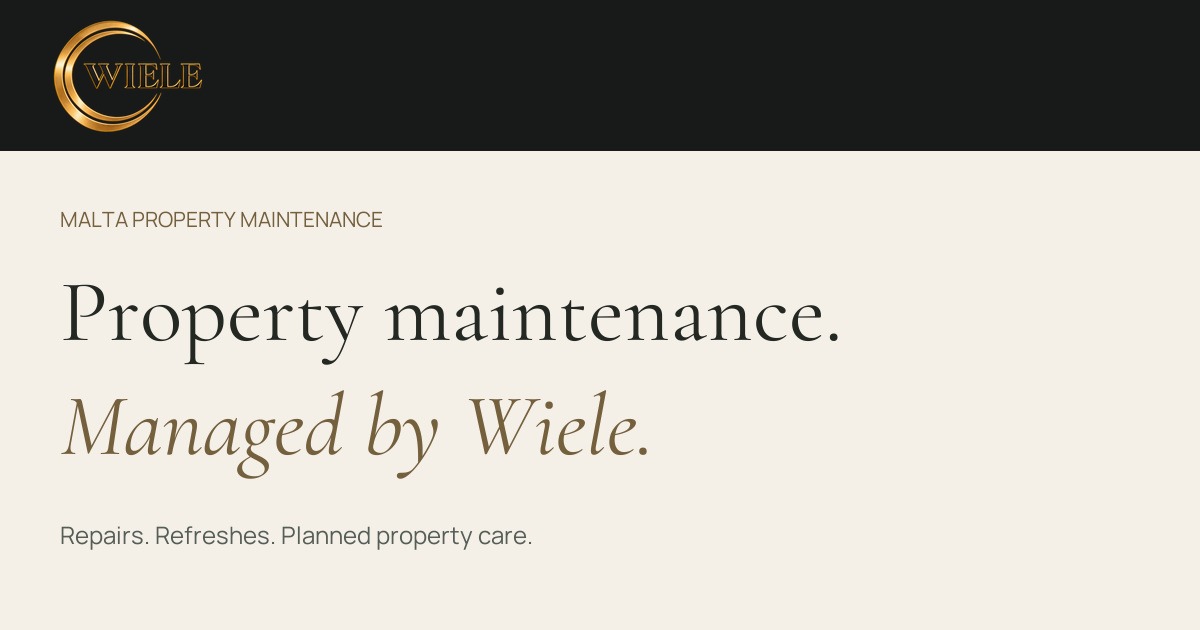 WIELE
MALTA PROPERTY MAINTENANCE
Property maintenance.
Managed by Wiele.
Repairs. Refreshes. Planned property care.